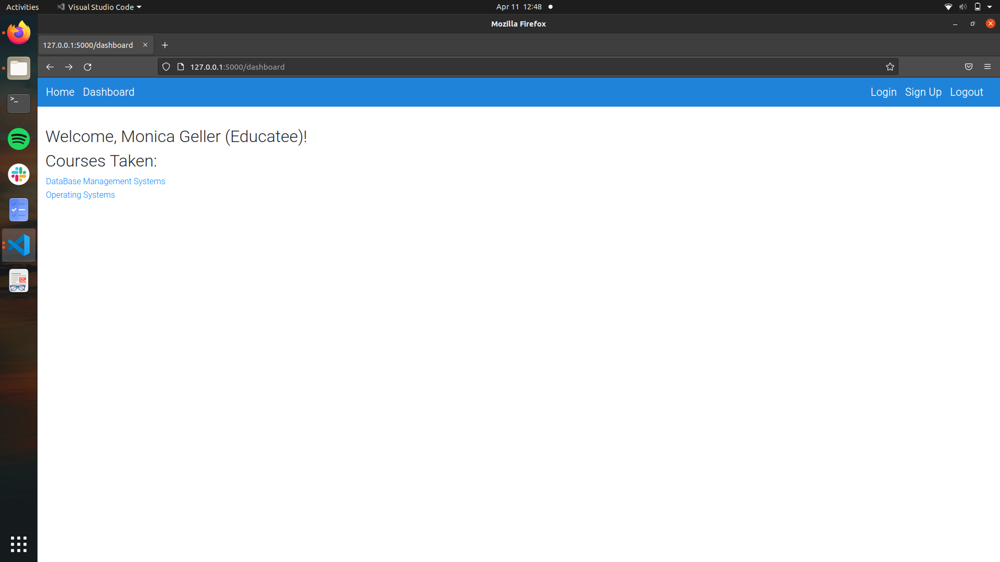 Activities Visual Studio Code Apr 11 12:48
Mozilla Firefox
127.0.0.1:5000/dashboard
127.0.0.1:5000/dashboard
Home Dashboard Login Sign Up Logout
Welcome, Monica Geller (Educatee)!
Courses Taken:
DataBase Management Systems
Operating Systems